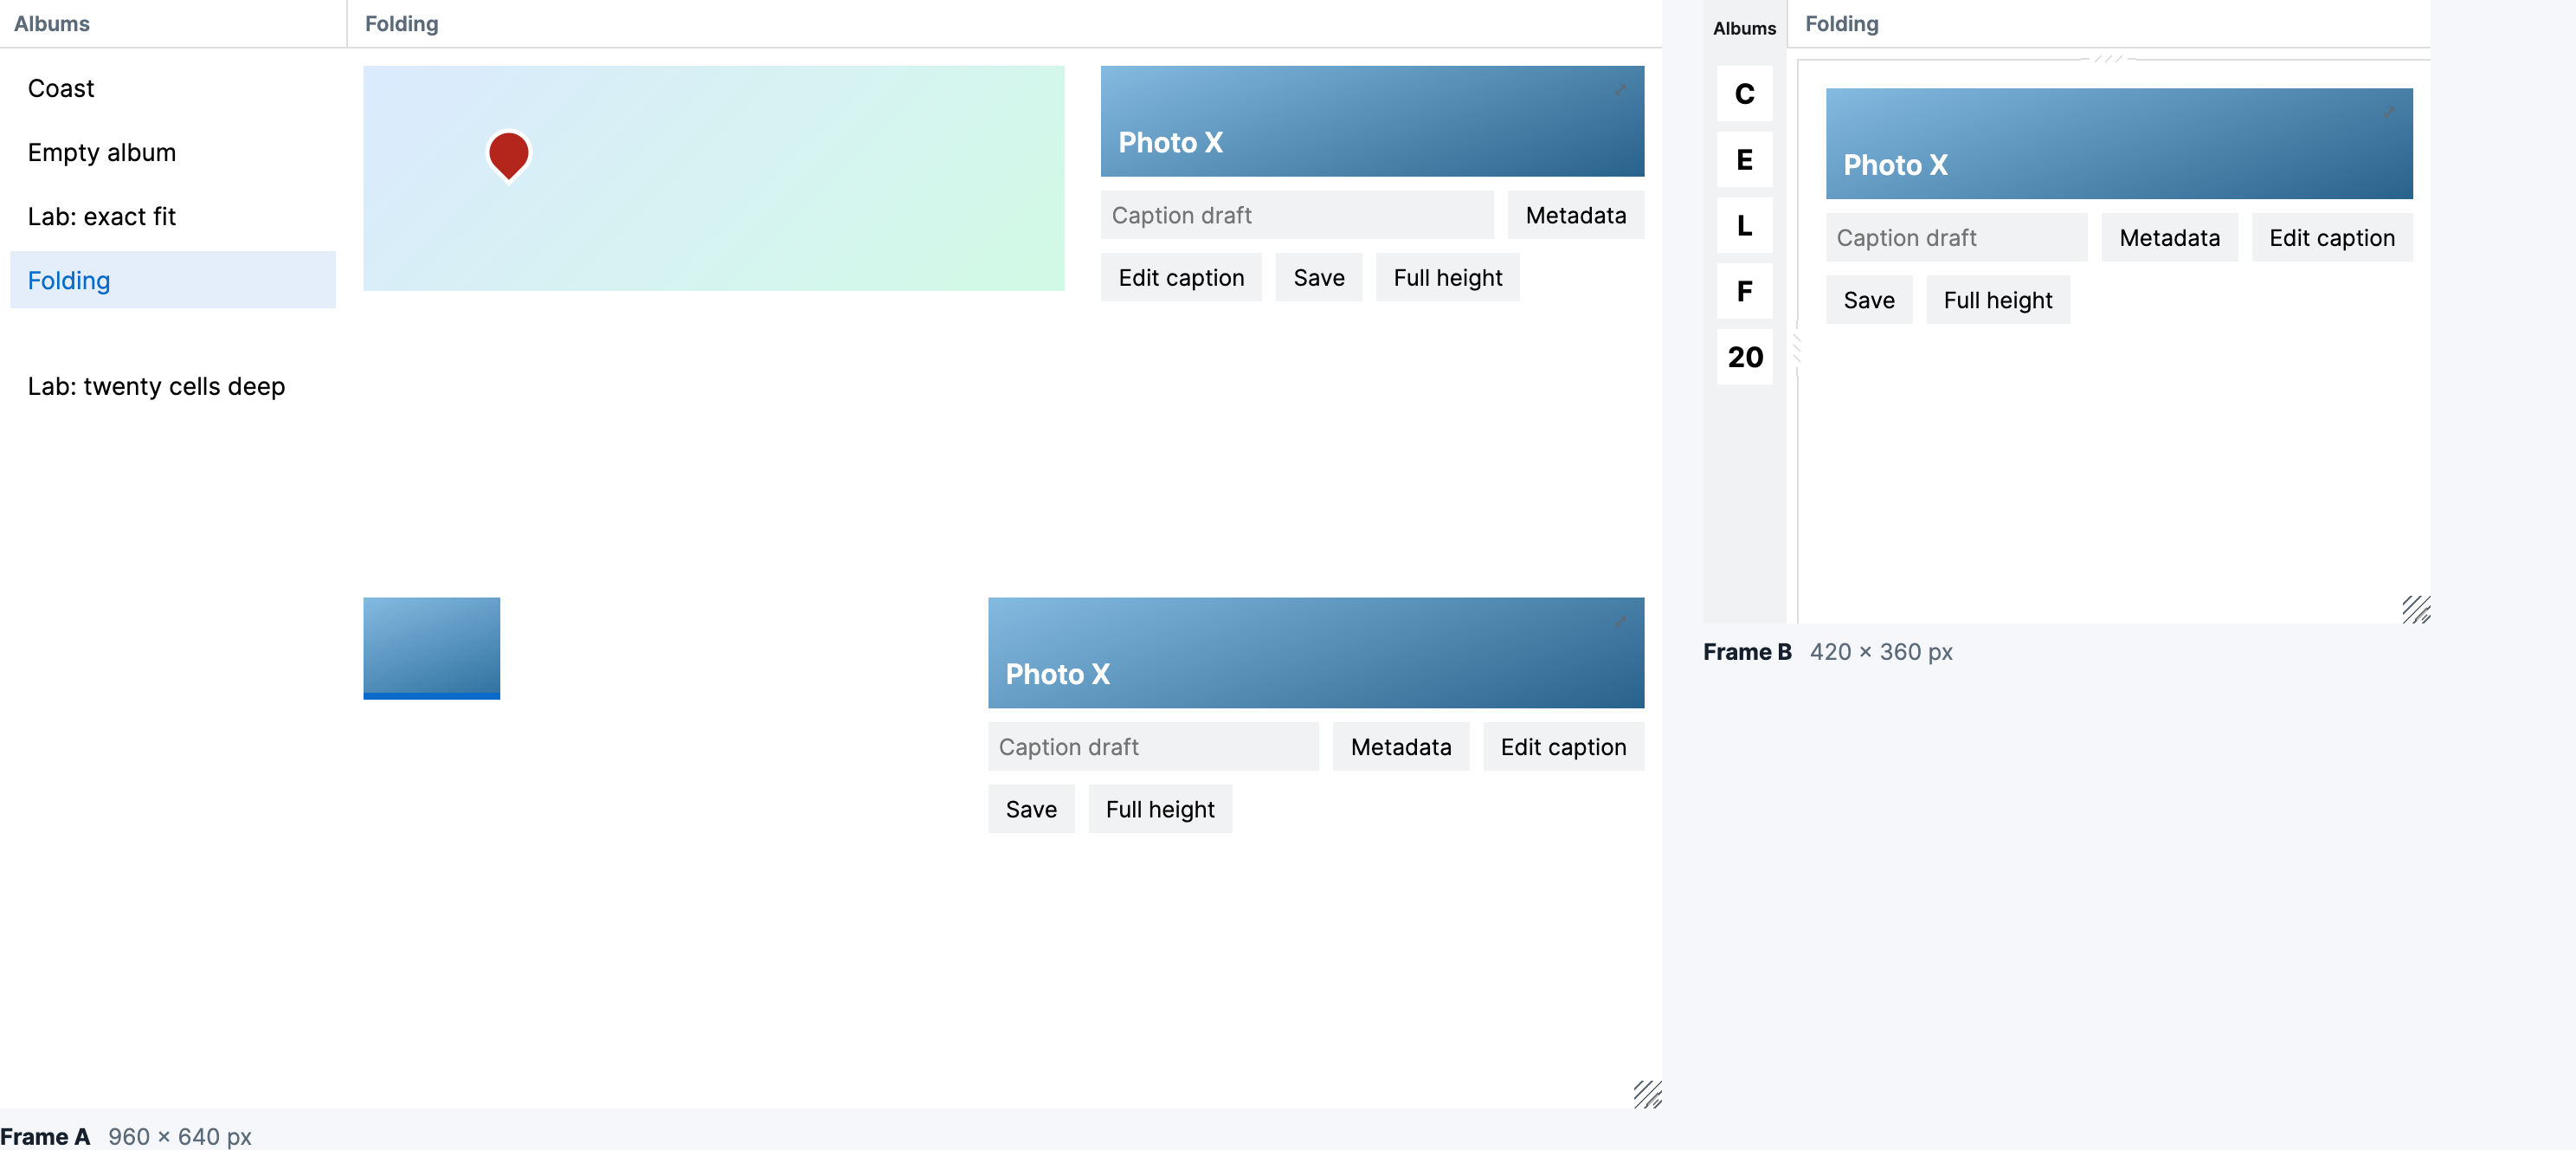 Albums
Folding
Coast
Empty album
Lab: exact fit
Folding
Lab: twenty cells deep
Photo X
Caption draft
Metadata
Edit caption
Save
Full height
Photo X
Caption draft
Metadata
Edit caption
Save
Full height
Frame A 960 × 640 px
Albums
Folding
C
E
L
F
20
Photo X
Caption draft
Metadata
Edit caption
Save
Full height
Frame B 420 × 360 px